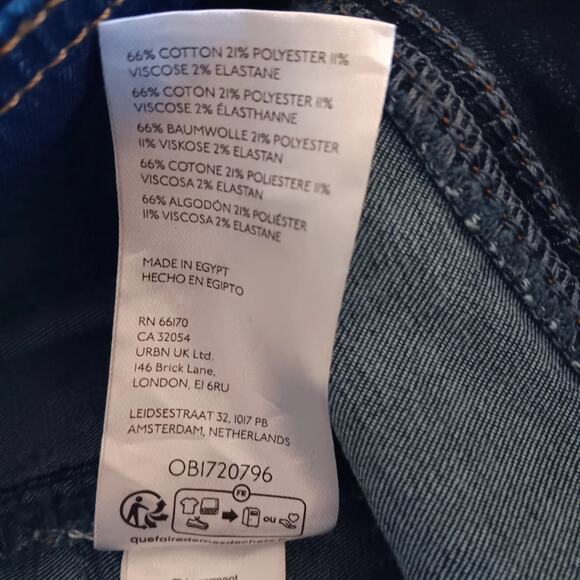 66% COTTON 21% POLYESTER 11%
VISCOSE 2% ELASTANE
66% COTON 21% POLYESTER 11%
VISCOSE 2% ÉLASTHANNE
66% BAUMWOLLE 21% POLYESTER
11% VISKOSE 2% ELASTAN
66% COTONE 21% POLIESTERE 11%
VISCOSA 2% ELASTANE
66% ALGODÓN 21% POLIÉSTER
11% VISCOSA 2% ELASTANE
MADE IN EGYPT
HECHO EN EGIPTO
RN 66170
CA 32054
URBN UK Ltd.
146 Brick Lane,
LONDON, E1 6RU
LEIDSESTRAAT 32, 1017 PB
AMSTERDAM, NETHERLANDS
OB1720796
FR
ou